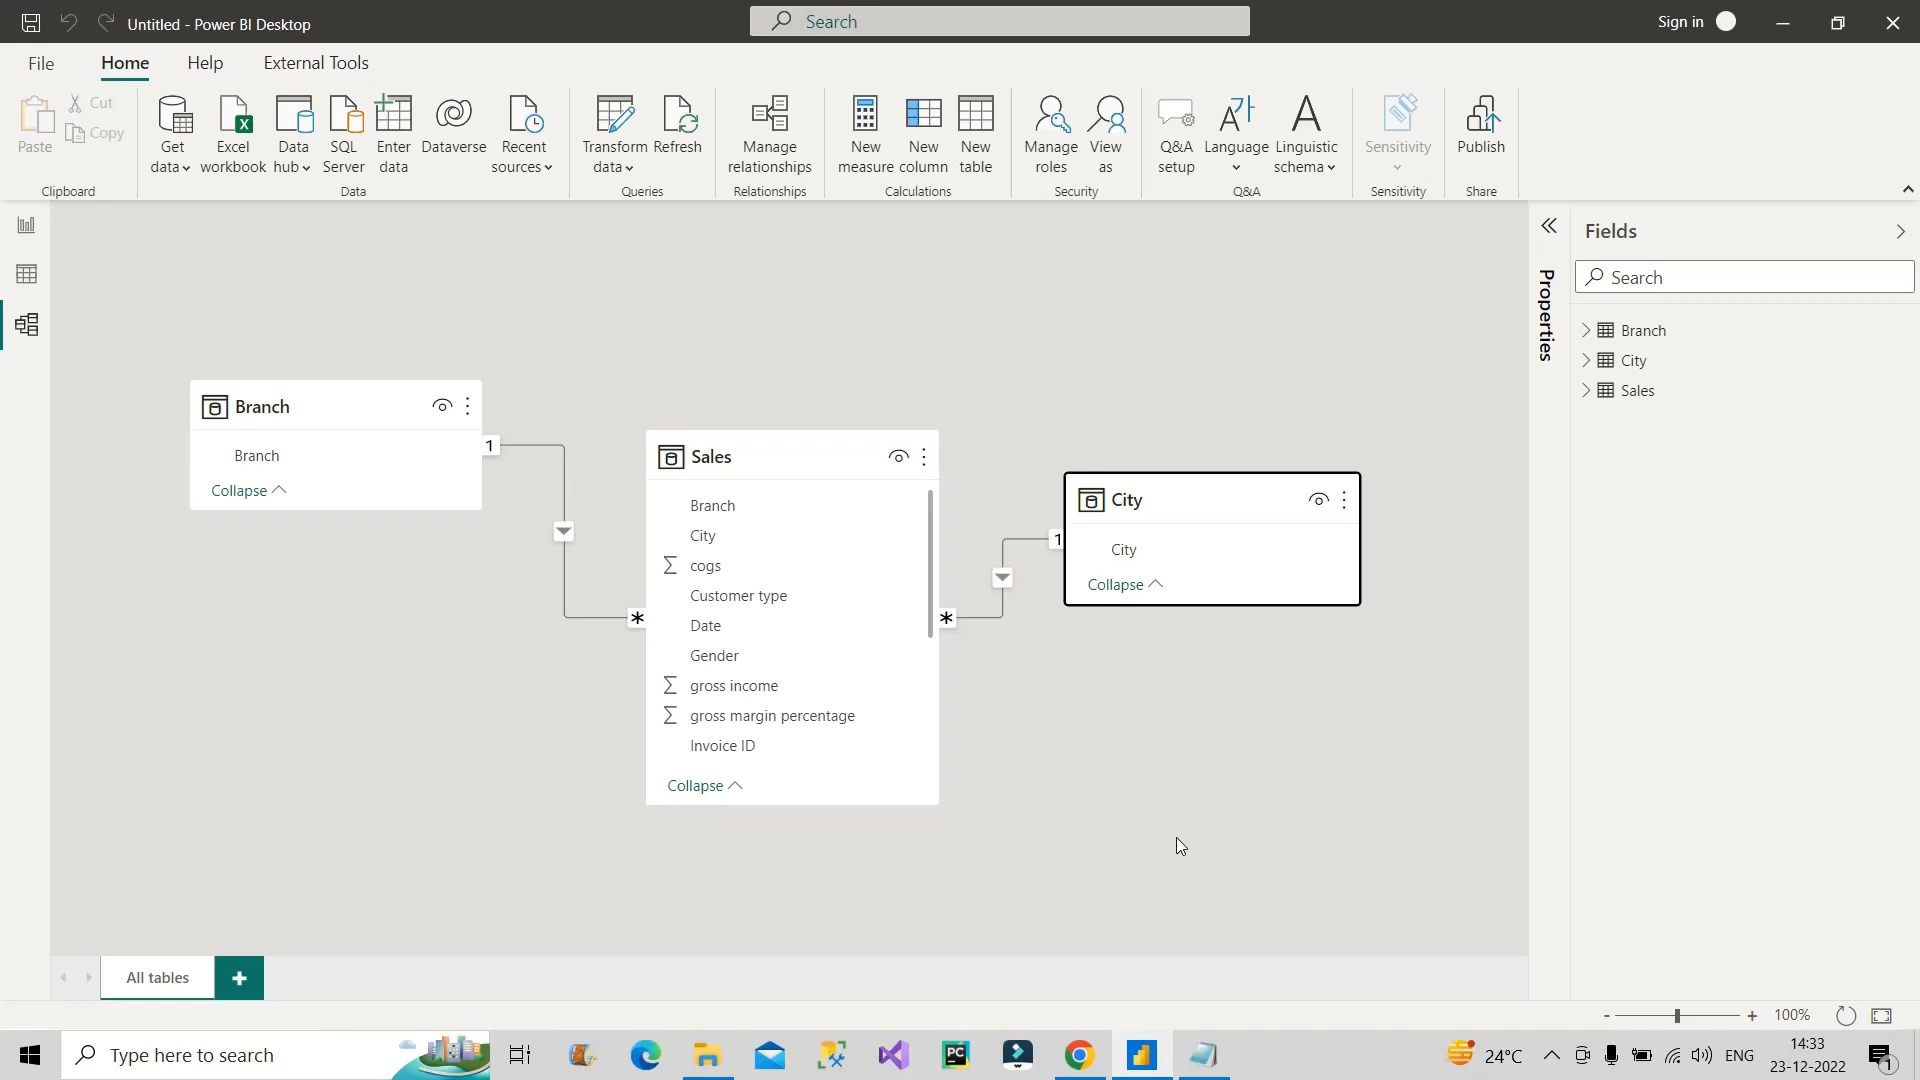 Untitled - Power BI Desktop
Search
Sign in
File
Home
Help
External Tools
Paste
Cut
Copy
Clipboard
Get data
Excel workbook
Data hub
SQL Server
Enter data
Dataverse
Recent sources
Data
Transform data
Refresh
Queries
Manage relationships
Relationships
New measure
New column
New table
Calculations
Manage roles
View as
Security
Q&A setup
Language
Linguistic schema
Q&A
Sensitivity
Sensitivity
Publish
Share
Branch
Branch
Collapse
1
*
Sales
Branch
City
cogs
Customer type
Date
Gender
gross income
gross margin percentage
Invoice ID
Collapse
*
1
City
City
Collapse
Properties
Fields
Search
Branch
City
Sales
All tables
+
- + 100%
Type here to search
PC
24°C
ENG
14:33
23-12-2022
1